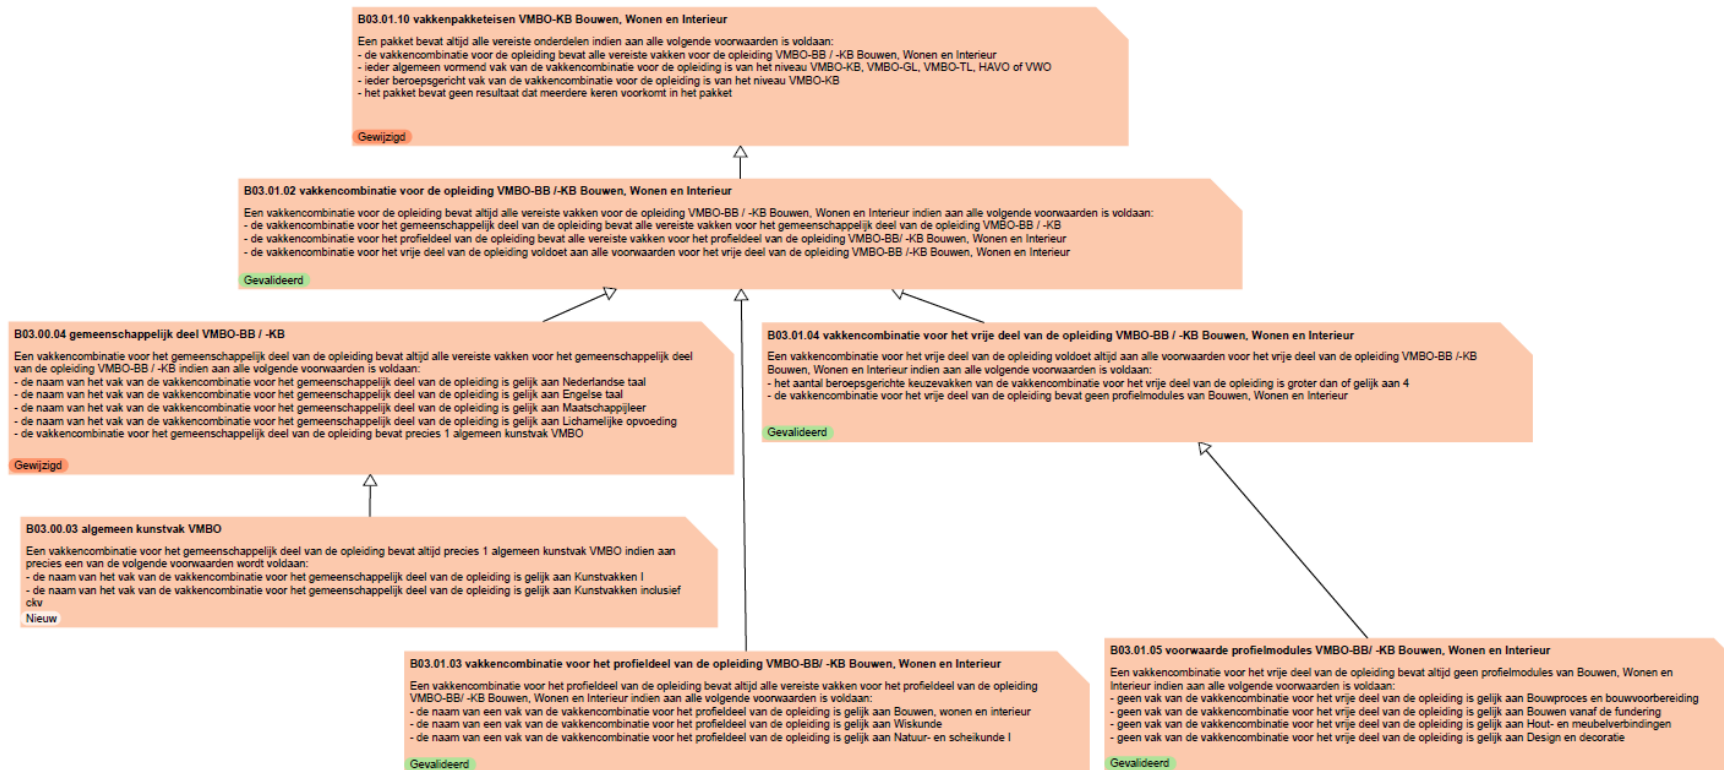 B03.01.10 vakkenpakketeisen VMBO-KB Bouwen, Wonen en Interieur
Een pakket bevat altijd alle vereiste onderdelen indien aan alle volgende voorwaarden is voldaan:
- de vakkencombinatie voor de opleiding bevat alle vereiste vakken voor de opleiding VMBO-BB / -KB Bouwen, Wonen en Interieur
- ieder algemeen vormend vak van de vakkencombinatie voor de opleiding is van het niveau VMBO-KB, VMBO-GL, VMBO-TL, HAVO of VWO
- ieder beroepsgericht vak van de vakkencombinatie voor de opleiding is van het niveau VMBO-KB
- het pakket bevat geen resultaat dat meerdere keren voorkomt in het pakket
Gewijzigd
B03.01.02 vakkencombinatie voor de opleiding VMBO-BB /-KB Bouwen, Wonen en Interieur
Een vakkencombinatie voor de opleiding bevat altijd alle vereiste vakken voor de opleiding VMBO-BB / -KB Bouwen, Wonen en Interieur indien aan alle volgende voorwaarden is voldaan:
- de vakkencombinatie voor het gemeenschappelijk deel van de opleiding bevat alle vereiste vakken voor het gemeenschappelijk deel van de opleiding VMBO-BB / -KB
- de vakkencombinatie voor het profieldeel van de opleiding bevat alle vereiste vakken voor het profieldeel van de opleiding VMBO-BB/ -KB Bouwen, Wonen en Interieur
- de vakkencombinatie voor het vrije deel van de opleiding voldoet aan alle voorwaarden voor het vrije deel van de opleiding VMBO-BB /-KB Bouwen, Wonen en Interieur
Gevalideerd
B03.00.04 gemeenschappelijk deel VMBO-BB / -KB
Een vakkencombinatie voor het gemeenschappelijk deel van de opleiding bevat altijd alle vereiste vakken voor het gemeenschappelijk deel
van de opleiding VMBO-BB / -KB indien aan alle volgende voorwaarden is voldaan:
- de naam van het vak van de vakkencombinatie voor het gemeenschappelijk deel van de opleiding is gelijk aan Nederlandse taal
- de naam van het vak van de vakkencombinatie voor het gemeenschappelijk deel van de opleiding is gelijk aan Engelse taal
- de naam van het vak van de vakkencombinatie voor het gemeenschappelijk deel van de opleiding is gelijk aan Maatschappijleer
- de naam van het vak van de vakkencombinatie voor het gemeenschappelijk deel van de opleiding is gelijk aan Lichamelijke opvoeding
- de vakkencombinatie voor het gemeenschappelijk deel van de opleiding bevat precies 1 algemeen kunstvak VMBO
Gewijzigd
B03.01.04 vakkencombinatie voor het vrije deel van de opleiding VMBO-BB / -KB Bouwen, Wonen en Interieur
Een vakkencombinatie voor het vrije deel van de opleiding voldoet altijd aan alle voorwaarden voor het vrije deel van de opleiding VMBO-BB /-KB
Bouwen, Wonen en Interieur indien aan alle volgende voorwaarden is voldaan:
- het aantal beroepsgerichte keuzevakken van de vakkencombinatie voor het vrije deel van de opleiding is groter dan of gelijk aan 4
- de vakkencombinatie voor het vrije deel van de opleiding bevat geen profielmodules van Bouwen, Wonen en Interieur
Gevalideerd
B03.00.03 algemeen kunstvak VMBO
Een vakkencombinatie voor het gemeenschappelijk deel van de opleiding bevat altijd precies 1 algemeen kunstvak VMBO indien aan
precies een van de volgende voorwaarden wordt voldaan:
- de naam van het vak van de vakkencombinatie voor het gemeenschappelijk deel van de opleiding is gelijk aan Kunstvakken I
- de naam van het vak van de vakkencombinatie voor het gemeenschappelijk deel van de opleiding is gelijk aan Kunstvakken inclusief
ckv
Nieuw
B03.01.03 vakkencombinatie voor het profieldeel van de opleiding VMBO-BB/ -KB Bouwen, Wonen en Interieur
Een vakkencombinatie voor het profieldeel van de opleiding bevat altijd alle vereiste vakken voor het profieldeel van de opleiding
VMBO-BB/ -KB Bouwen, Wonen en Interieur indien aan alle volgende voorwaarden is voldaan:
- de naam van een vak van de vakkencombinatie voor het profieldeel van de opleiding is gelijk aan Bouwen, wonen en interieur
- de naam van een vak van de vakkencombinatie voor het profieldeel van de opleiding is gelijk aan Wiskunde
- de naam van een vak van de vakkencombinatie voor het profieldeel van de opleiding is gelijk aan Natuur- en scheikunde I
Gevalideerd
B03.01.05 voorwaarde profielmodules VMBO-BB/ -KB Bouwen, Wonen en Interieur
Een vakkencombinatie voor het vrije deel van de opleiding bevat altijd geen profielmodules van Bouwen, Wonen en
Interieur indien aan alle volgende voorwaarden is voldaan:
- geen vak van de vakkencombinatie voor het vrije deel van de opleiding is gelijk aan Bouwproces en bouwvoorbereiding
- geen vak van de vakkencombinatie voor het vrije deel van de opleiding is gelijk aan Bouwen vanaf de fundering
- geen vak van de vakkencombinatie voor het vrije deel van de opleiding is gelijk aan Hout- en meubelverbindingen
- geen vak van de vakkencombinatie voor het vrije deel van de opleiding is gelijk aan Design en decoratie
Gevalideerd